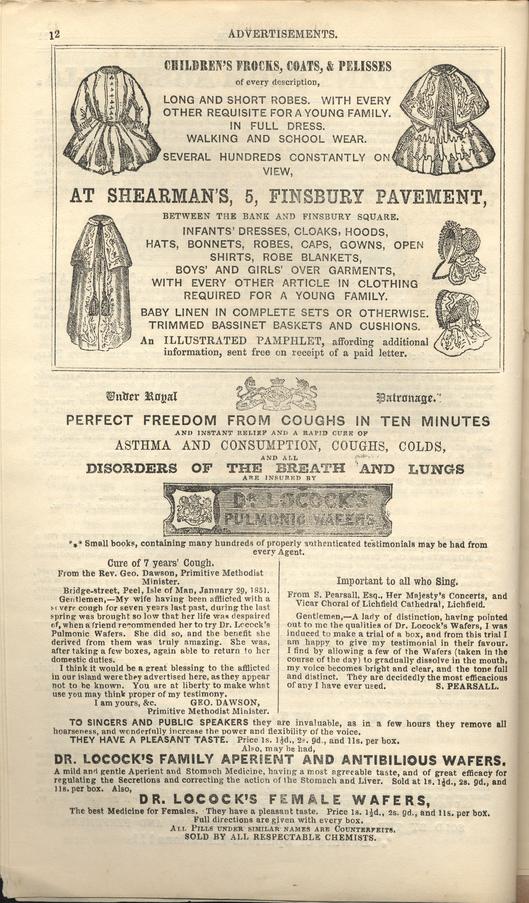 12
ADVERTISEMENTS.
CHILDREN'S FROCKS, COATS, & PELISSES
of every description,
LONG AND SHORT ROBES. WITH EVERY
OTHER REQUISITE FOR A YOUNG FAMILY.
IN FULL DRESS.
WALKING AND SCHOOL WEAR.
SEVERAL HUNDREDS CONSTANTLY ON
VIEW,
AT SHEARMAN'S, 5, FINSBURY PAVEMENT,
BETWEEN THE BANK AND FINSBURY SQUARE.
INFANTS' DRESSES, CLOAKS, HOODS,
HATS, BONNETS, ROBES, CAPS, GOWNS, OPEN
SHIRTS, ROBE BLANKETS,
BOYS' AND GIRLS' OVER GARMENTS,
WITH EVERY OTHER ARTICLE IN CLOTHING
REQUIRED FOR A YOUNG FAMILY.
BABY LINEN IN COMPLETE SETS OR OTHERWISE.
TRIMMED BASSINET BASKETS AND CUSHIONS.
An ILLUSTRATED PAMPHLET, affording additional
information, sent free on receipt of a paid letter.
Under Royal Patronage.
PERFECT FREEDOM FROM COUGHS IN TEN MINUTES
AND INSTANT RELIEF AND A RAPID CURE OF
ASTHMA AND CONSUMPTION, COUGHS, COLDS,
AND ALL
DISORDERS OF THE BREATH AND LUNGS
ARE INSURED BY
DR LOCOCK'S
PULMONIC WAFERS
*** Small books, containing many hundreds of properly authenticated testimonials may be had from
every Agent.
Cure of 7 years' Cough.
From the Rev. Geo. Dawson, Primitive Methodist
Minister.
Bridge-street, Peel, Isle of Man, January 29, 1851.
Gentlemen,—My wife having been afflicted with a
severe cough for seven years last past, during the last
spring was brought so low that her life was despaired
of, when a friend recommended her to try Dr. Locock's
Pulmonic Wafers. She did so, and the benefit she
derived from them was truly amazing. She was,
after taking a few boxes, again able to return to her
domestic duties.
I think it would be a great blessing to the afflicted
in our island were they advertised here, as they appear
not to be known. You are at liberty to make what
use you may think proper of my testimony.
I am yours, &c. GEO. DAWSON,
Primitive Methodist Minister.
Important to all who Sing.
From S. Pearsall, Esq., Her Majesty's Concerts, and
Vicar Choral of Lichfield Cathedral, Lichfield.
Gentlemen,—A lady of distinction, having pointed
out to me the qualities of Dr. Locock's Wafers, I was
induced to make a trial of a box, and from this trial I
am happy to give my testimonial in their favour.
I find by allowing a few of the Wafers (taken in the
course of the day) to gradually dissolve in the mouth,
my voice becomes bright and clear, and the tone full
and distinct. They are decidedly the most efficacious
of any I have ever used. S. PEARSALL.
TO SINGERS AND PUBLIC SPEAKERS they are invaluable, as in a few hours they remove all
hoarseness, and wonderfully increase the power and flexibility of the voice.
THEY HAVE A PLEASANT TASTE. Price 1s. 1½d., 2s. 9d., and 11s. per box.
Also, may be had,
DR. LOCOCK'S FAMILY APERIENT AND ANTIBILIOUS WAFERS.
A mild and gentle Aperient and Stomach Medicine, having a most agreeable taste, and of great efficacy for
regulating the Secretions and correcting the action of the Stomach and Liver. Sold at 1s. 1½d., 2s. 9d., and
11s. per box. Also,
DR. LOCOCK'S FEMALE WAFERS,
The best Medicine for Females. They have a pleasant taste. Price 1s. 1½d., 2s. 9d., and 11s. per box.
Full directions are given with every box.
ALL PILLS UNDER SIMILAR NAMES ARE COUNTERFEITS.
SOLD BY ALL RESPECTABLE CHEMISTS.